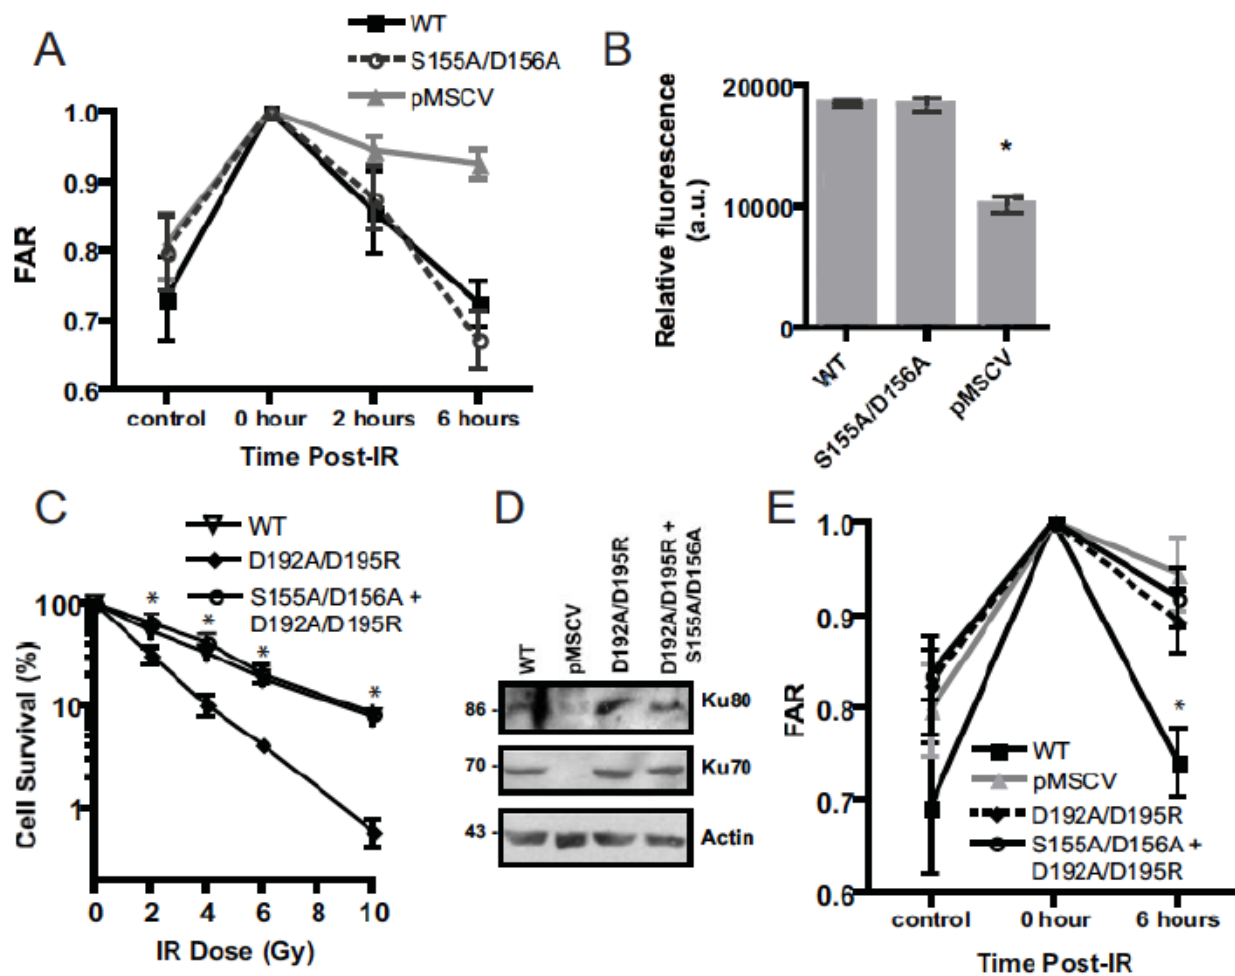 A
WT
S155A/D156A
pMSCV
FAR
1.0
0.9
0.8
0.7
0.6
control
0 hour
2 hours
6 hours
Time Post-IR
B
Relative fluorescence
(a.u.)
20000
10000
0
*
WT
S155A/D156A
pMSCV
C
WT
D192A/D195R
S155A/D156A +
D192A/D195R
Cell Survival (%)
100
10
1
*
*
*
*
0
2
4
6
8
10
IR Dose (Gy)
D
WT
pMSCV
D192A/D195R
D192A/D195R +
S155A/D156A
86 -
Ku80
70 -
Ku70
43 -
Actin
E
FAR
1.0
0.9
0.8
0.7
0.6
*
WT
pMSCV
D192A/D195R
S155A/D156A +
D192A/D195R
control
0 hour
6 hours
Time Post-IR